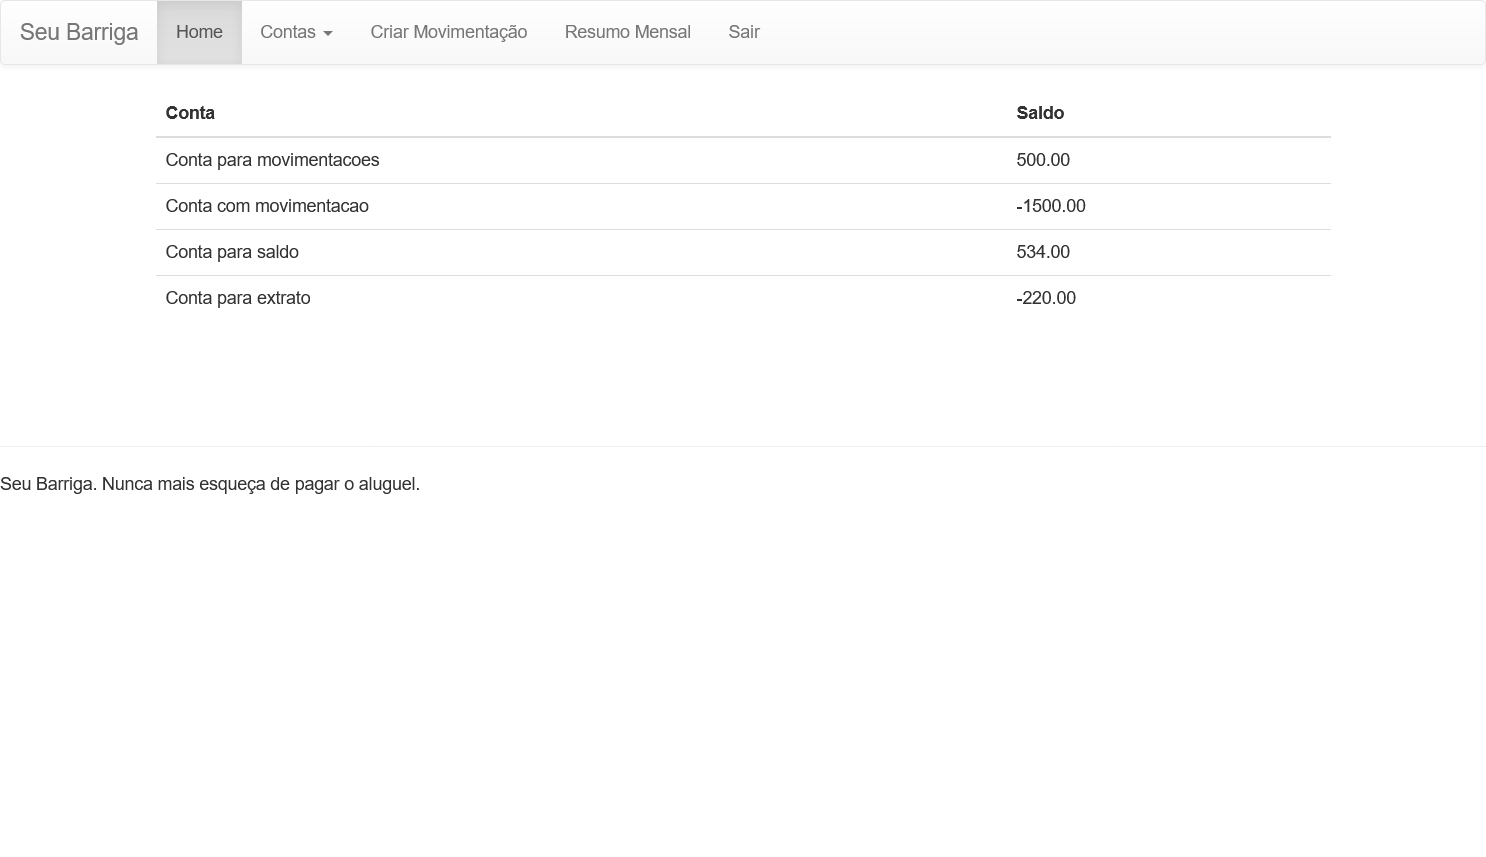 Seu Barriga Home Contas Criar Movimentação Resumo Mensal Sair
Conta Saldo
Conta para movimentacoes 500.00
Conta com movimentacao -1500.00
Conta para saldo 534.00
Conta para extrato -220.00
Seu Barriga. Nunca mais esqueça de pagar o aluguel.